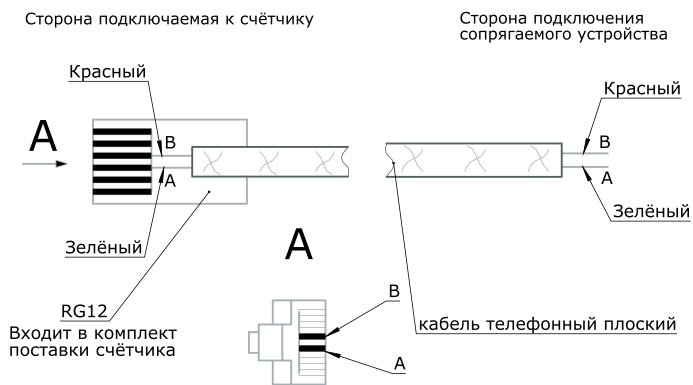 Сторона подключаемая к счётчику
Сторона подключения
сопрягаемого устройства
Красный
Красный
А
В
В
А
А
Зелёный
Зелёный
А
RG12
Входит в комплект
поставки счётчика
В
кабель телефонный плоский
А